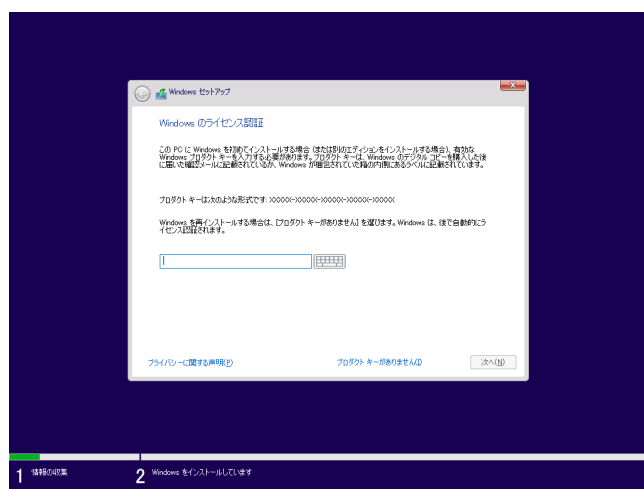 Windows セットアップ
Windows のライセンス認証
この PC に Windows を初めてインストールする場合 (または別のエディションをインストールする場合)、有効な
Windows プロダクト キーを入力する必要があります。プロダクト キーは、Windows のデジタル コピーを購入した後
に届いた確認メールに記載されているか、Windows が梱包されていた箱の内側にあるラベルに記載されています。
プロダクト キーは次のような形式です: XXXXX-XXXXX-XXXXX-XXXXX-XXXXX
Windows を再インストールする場合は、[プロダクト キーがありません] を選びます。Windows は、後で自動的にラ
イセンス認証されます。
プライバシーに関する声明(P)
プロダクト キーがありません(I)
次へ(N)
1 情報の収集
2 Windows をインストールしています